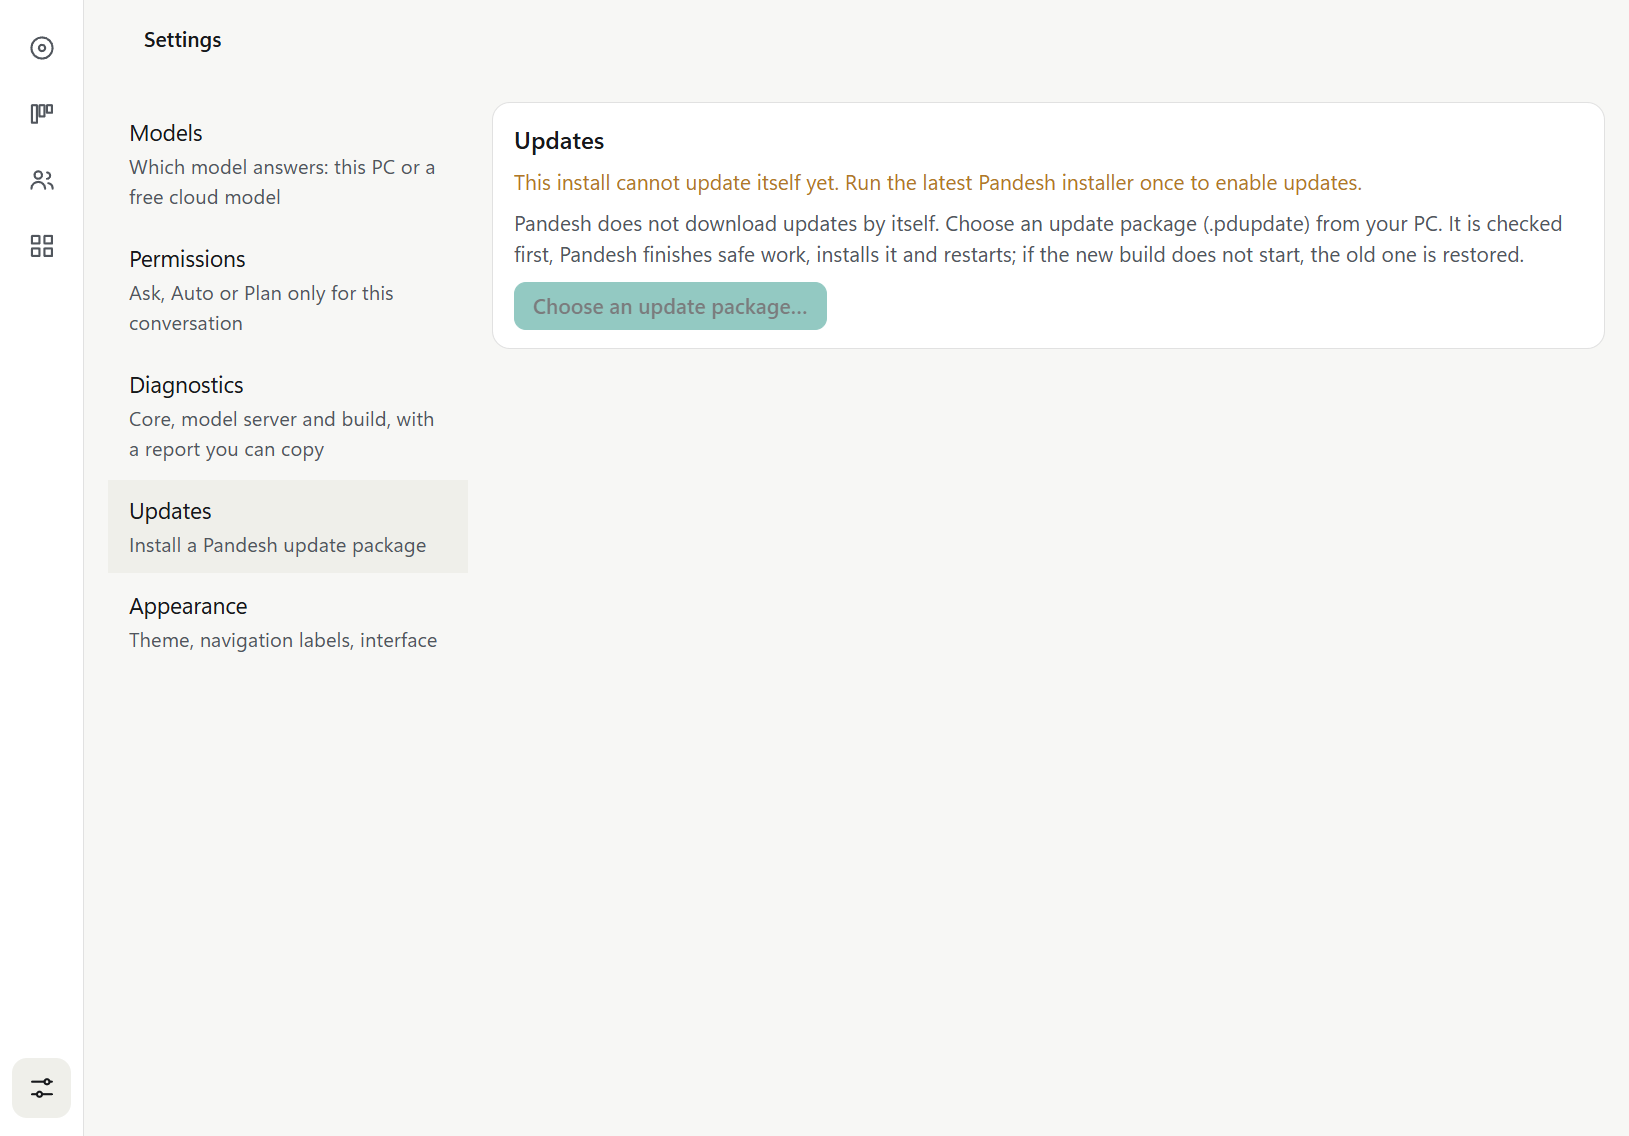 Settings
Models
Which model answers: this PC or a
free cloud model
Permissions
Ask, Auto or Plan only for this
conversation
Diagnostics
Core, model server and build, with
a report you can copy
Updates
Install a Pandesh update package
Appearance
Theme, navigation labels, interface
Updates
This install cannot update itself yet. Run the latest Pandesh installer once to enable updates.
Pandesh does not download updates by itself. Choose an update package (.pdupdate) from your PC. It is checked
first, Pandesh finishes safe work, installs it and restarts; if the new build does not start, the old one is restored.
Choose an update package...